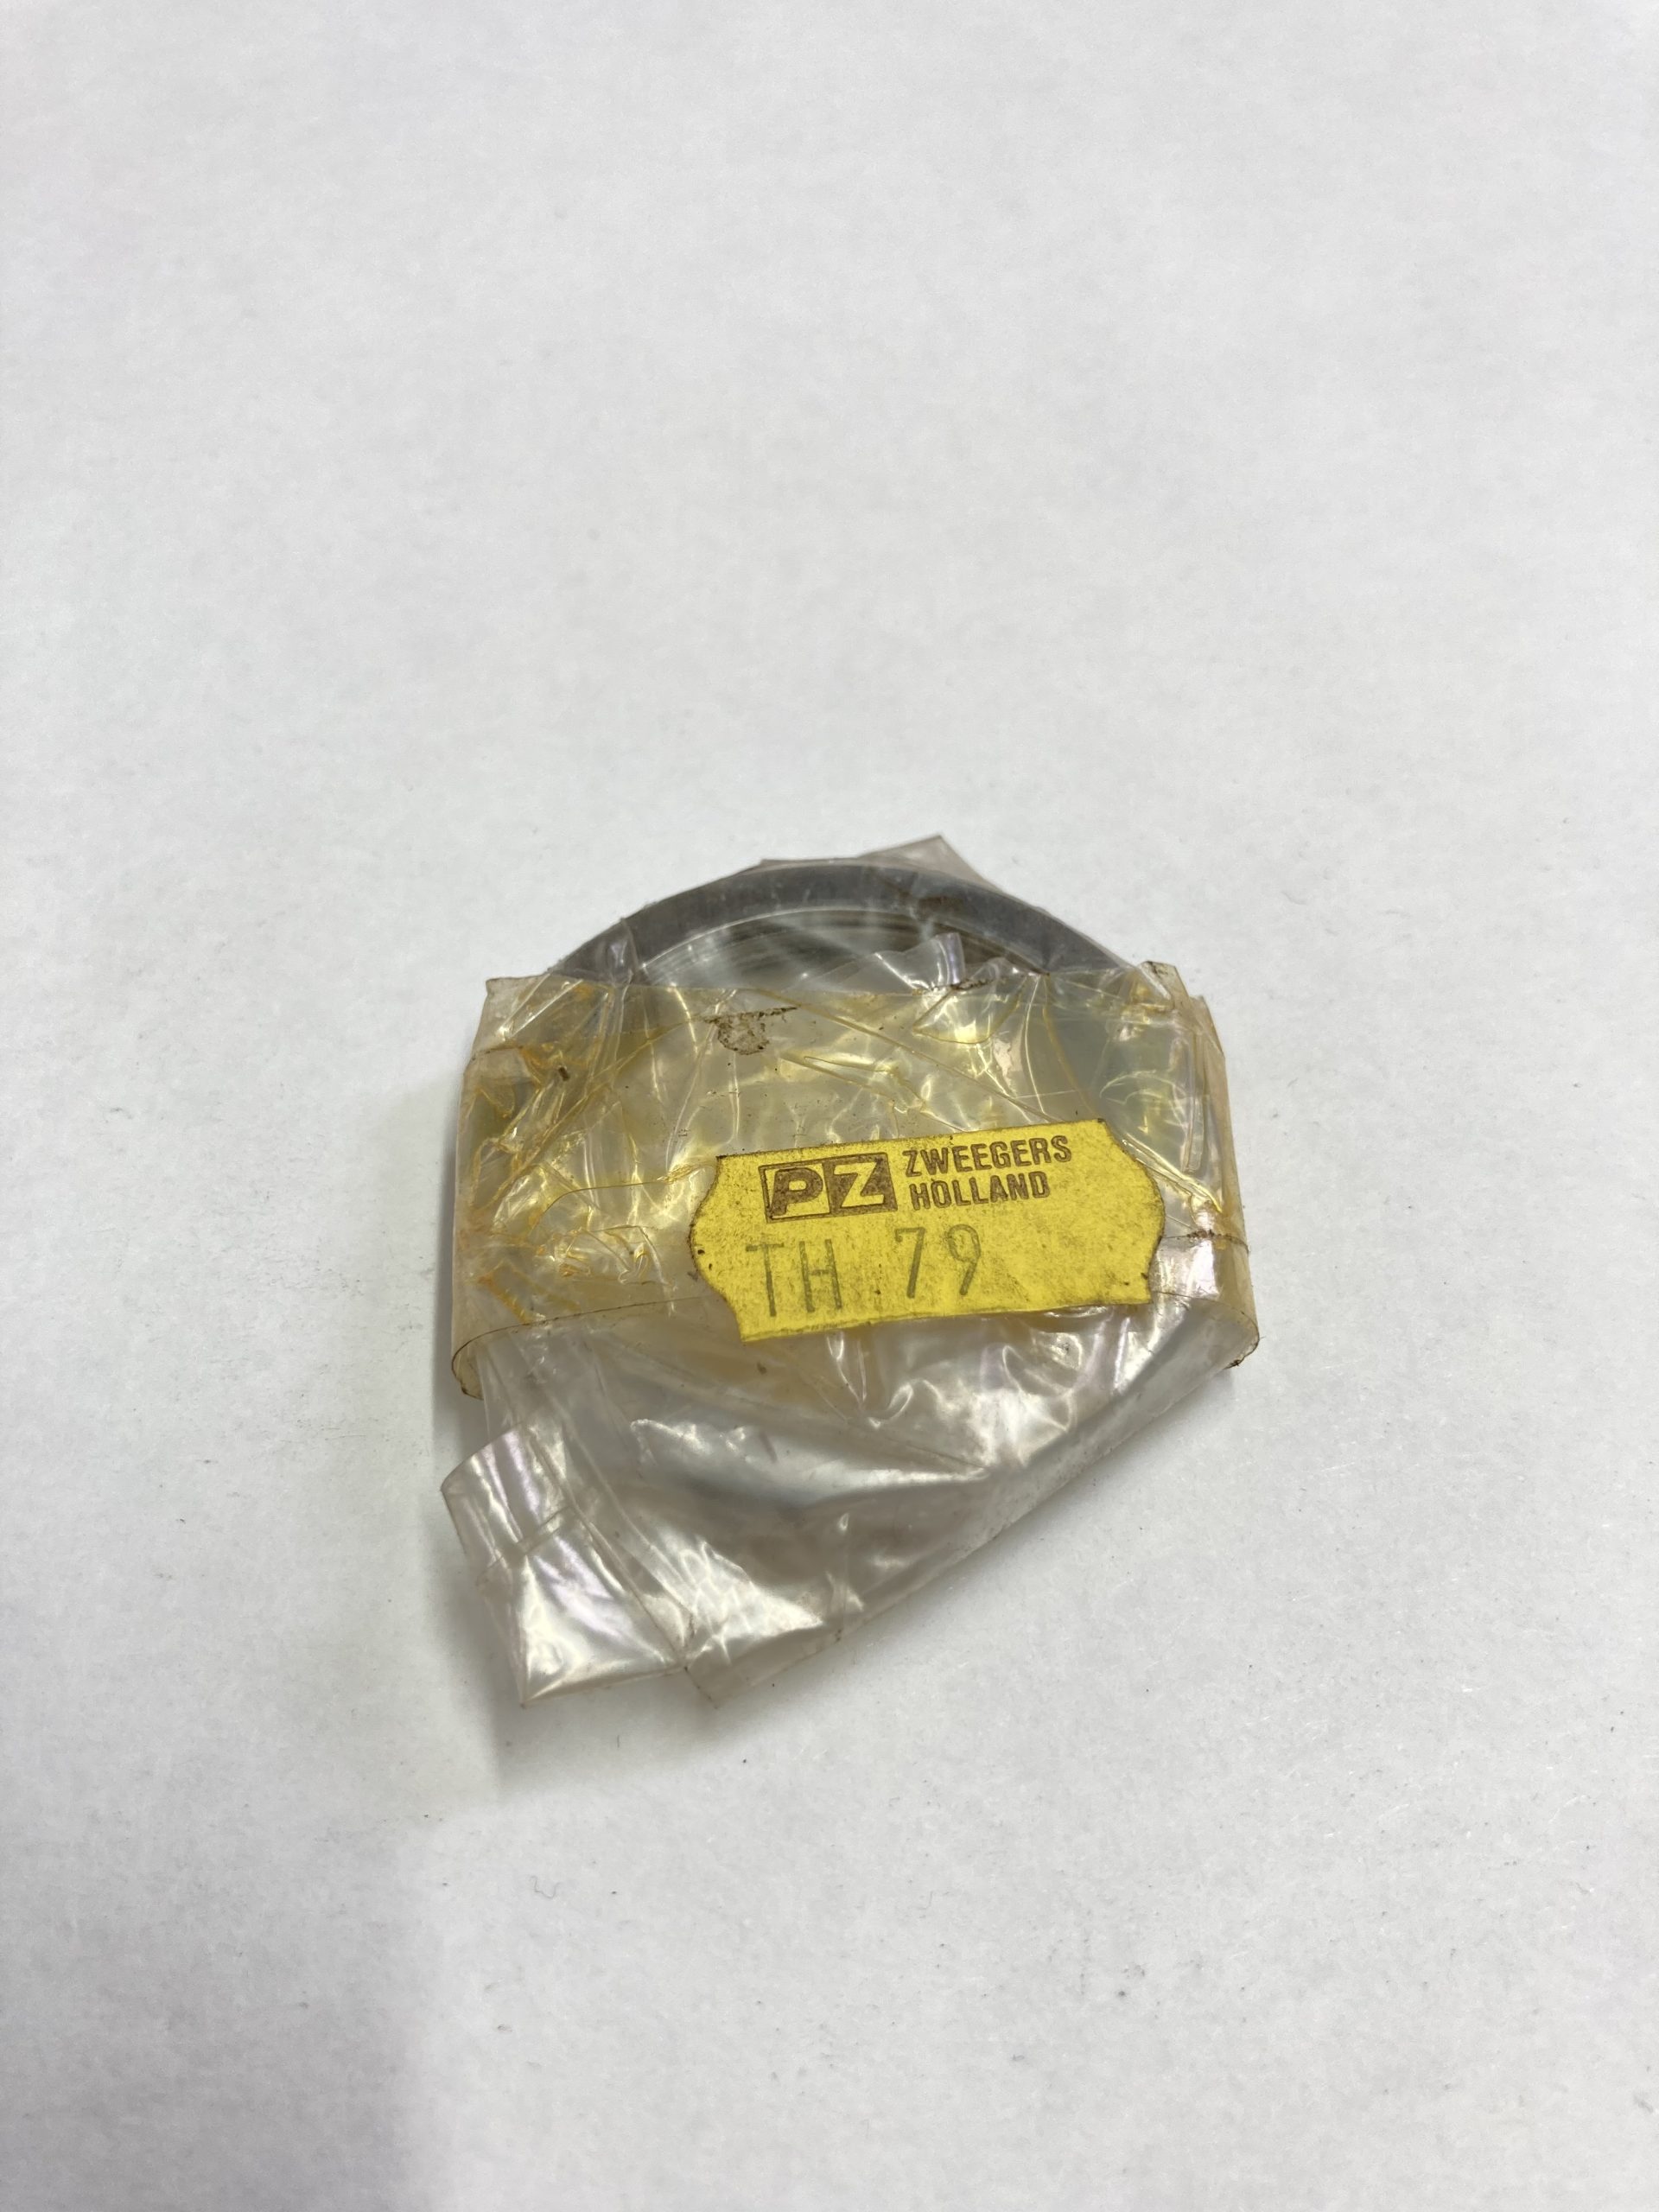 PZ ZWEEGERS
HOLLAND
TH 79